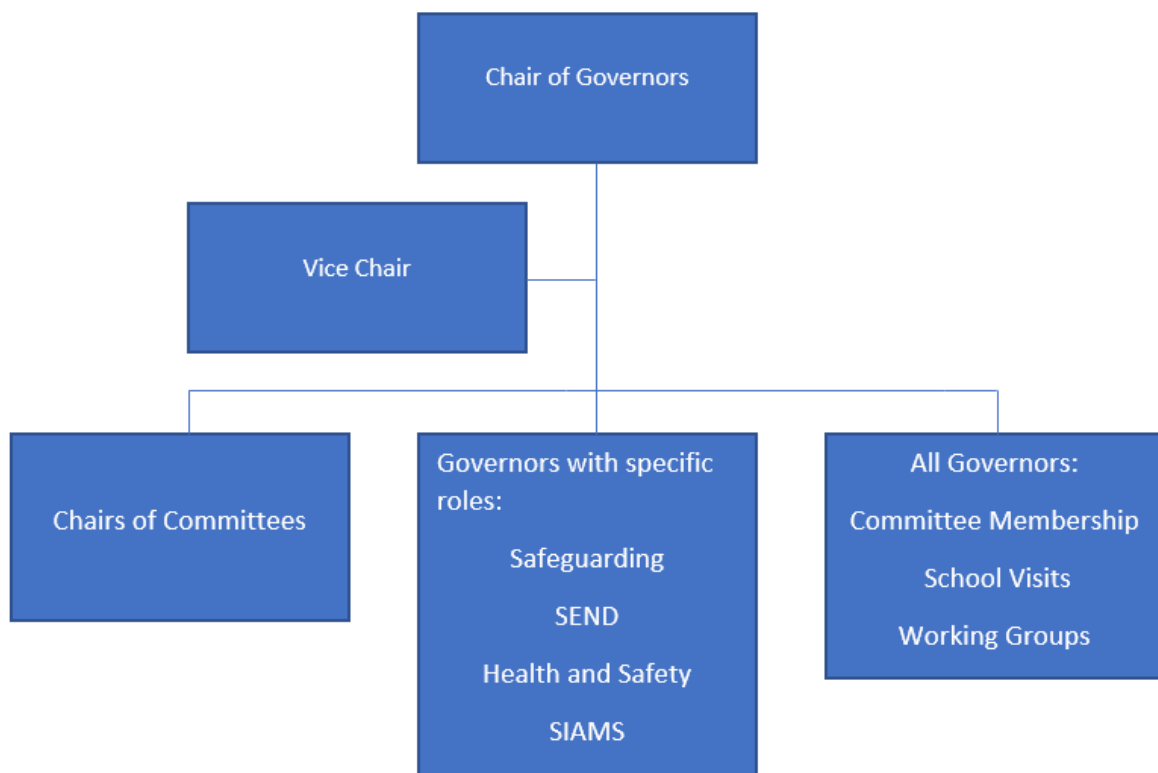 Chair of Governors
Vice Chair
Chairs of Committees
Governors with specific
roles:
Safeguarding
SEND
Health and Safety
SIAMS
All Governors:
Committee Membership
School Visits
Working Groups